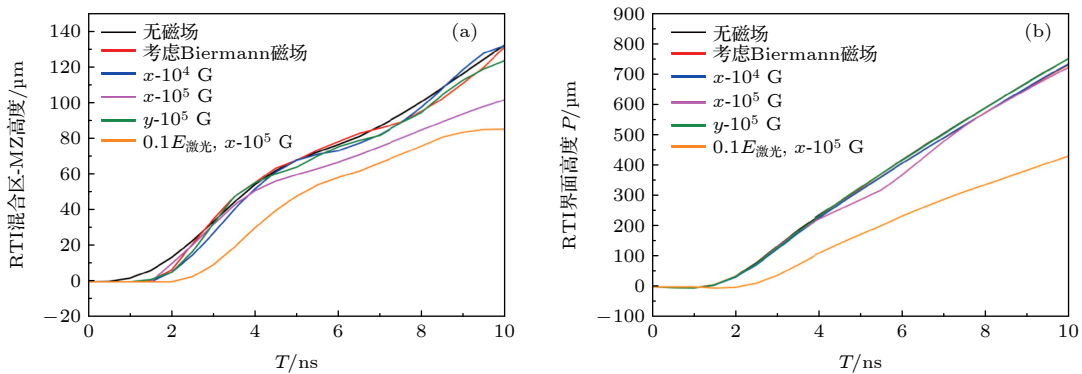 140
120
100
80
60
40
20
0
−20
0
2
4
6
8
10
RTI混合区-MZ高度/µm
T/ns
(a)
无磁场
考虑Biermann磁场
x-10⁴ G
x-10⁵ G
y-10⁵ G
0.1E激光, x-10⁵ G
900
800
700
600
500
400
300
200
100
0
−100
0
2
4
6
8
10
RTI界面高度 P/µm
T/ns
(b)
无磁场
考虑Biermann磁场
x-10⁴ G
x-10⁵ G
y-10⁵ G
0.1E激光, x-10⁵ G